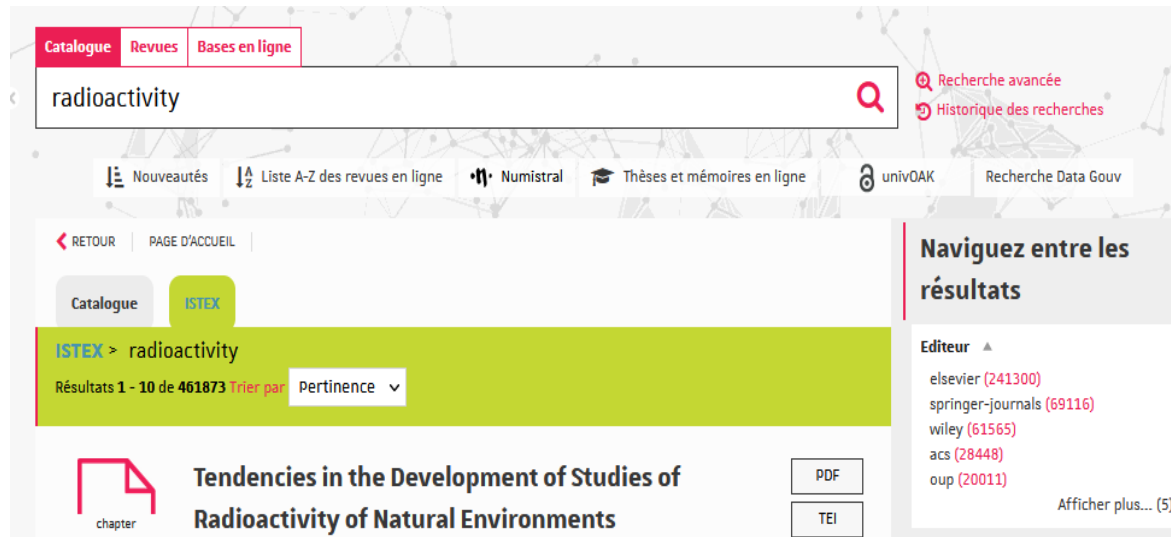 Catalogue Revues Bases en ligne
radioactivity
Recherche avancée
Historique des recherches
Nouveautés Liste A-Z des revues en ligne Numistral Thèses et mémoires en ligne univOAK Recherche Data Gouv
RETOUR PAGE D'ACCUEIL
Catalogue ISTEX
ISTEX > radioactivity
Résultats 1 - 10 de 461873 Trier par Pertinence
chapter
Tendencies in the Development of Studies of
Radioactivity of Natural Environments
PDF
TEI
Naviguez entre les
résultats
Editeur
elsevier (241300)
springer-journals (69116)
wiley (61565)
acs (28448)
oup (20011)
Afficher plus... (5)